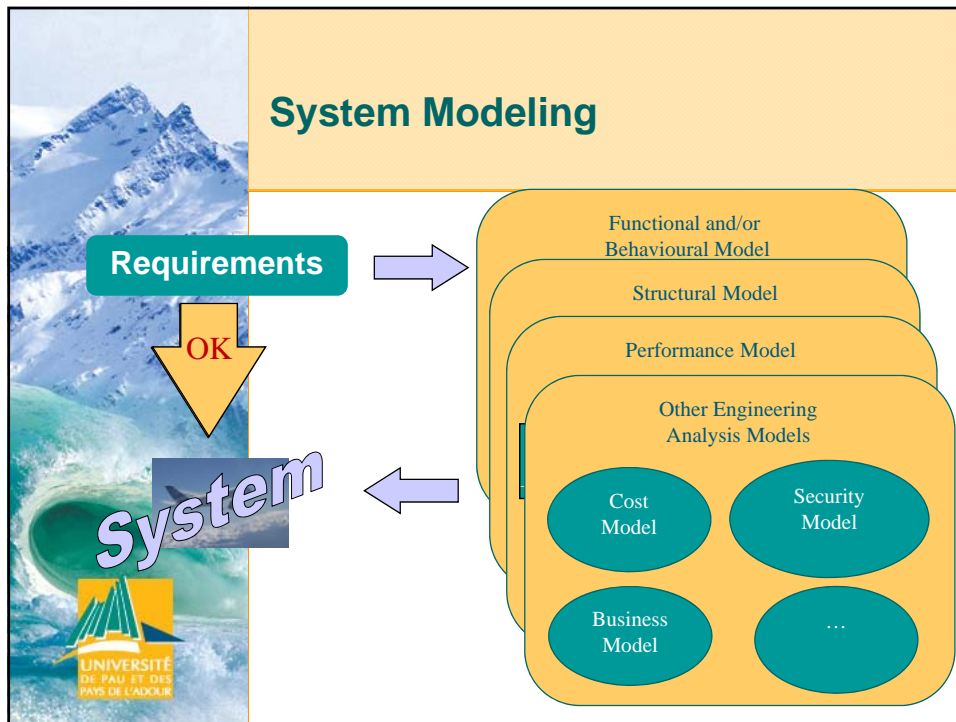 System Modeling
Requirements
OK
System
Functional and/or
Behavioural Model
Structural Model
Performance Model
Other Engineering
Analysis Models
Cost
Model
Security
Model
Business
Model
…
UNIVERSITÉ
DE PAU ET DES
PAYS DE L'ADOUR